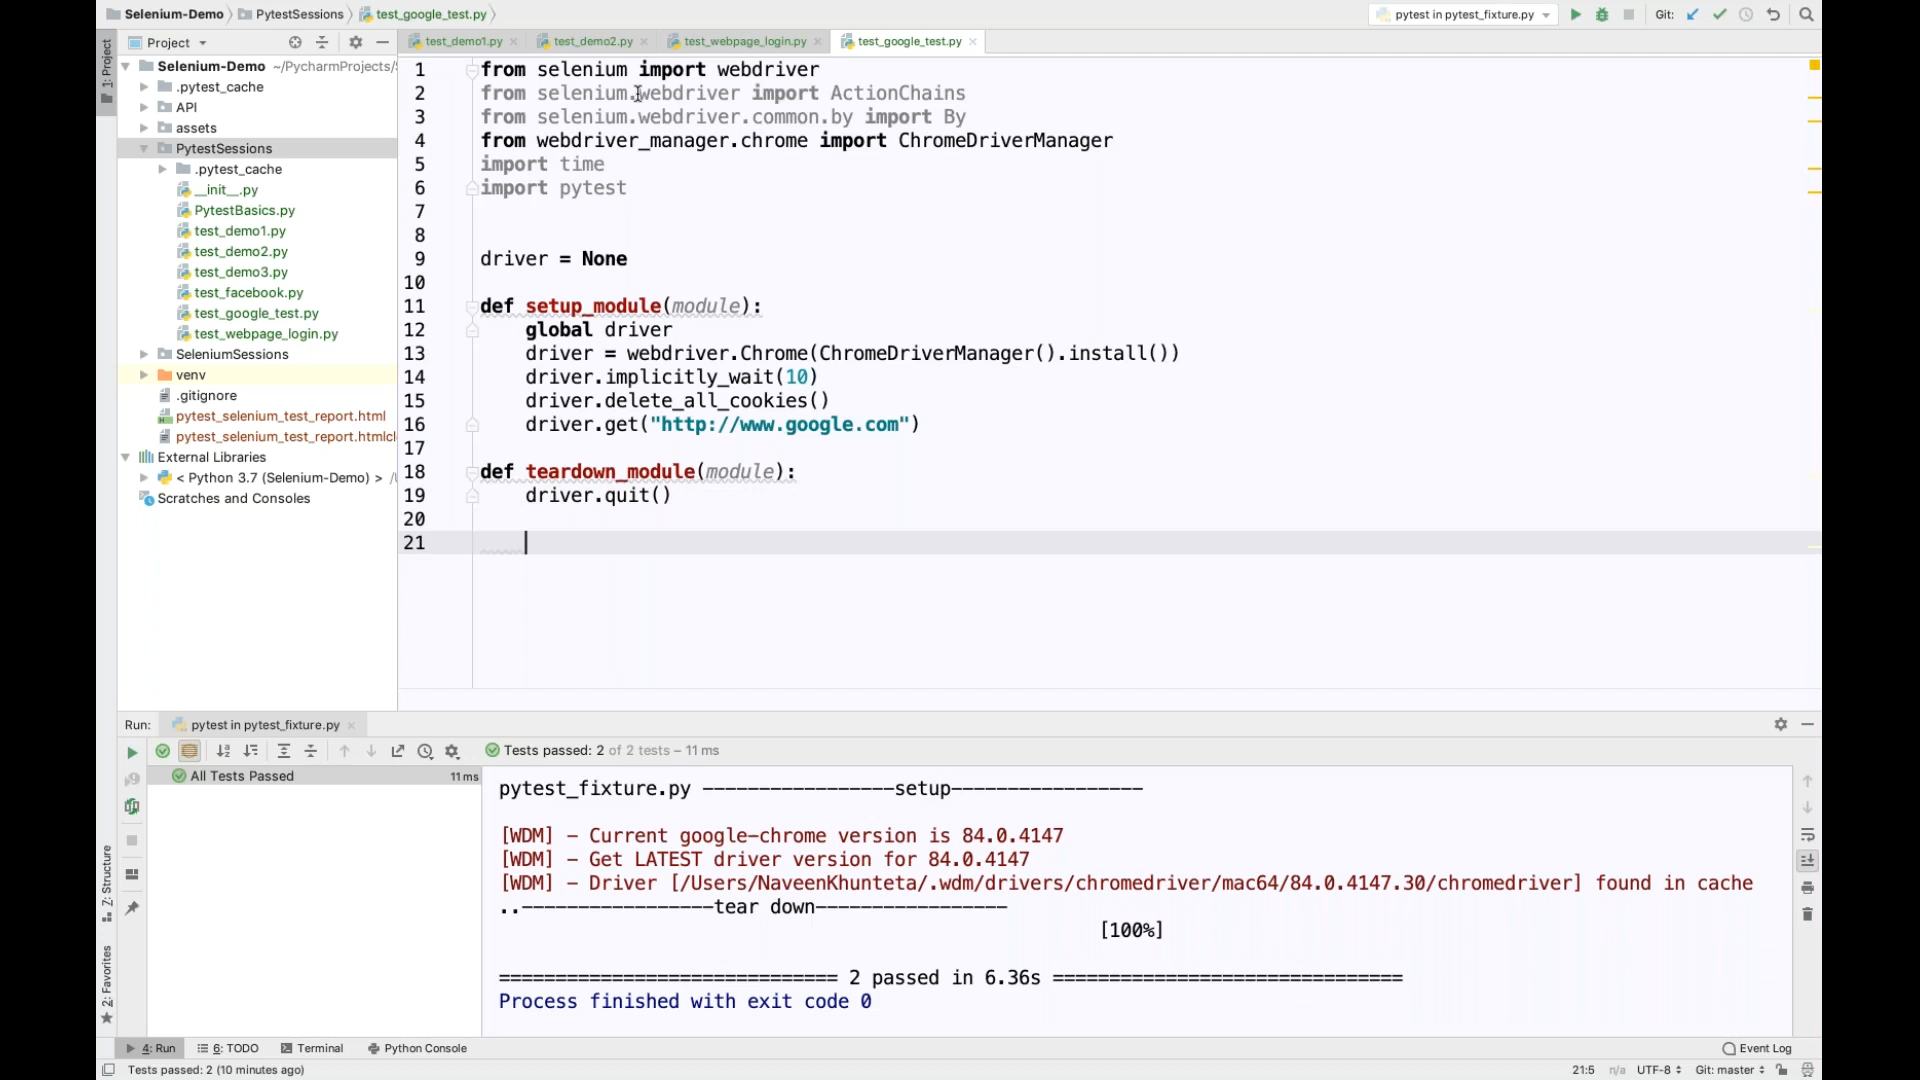 Selenium-Demo PytestSessions test_google_test.py
pytest in pytest_fixture.py Git:
1: Project
Project
test_demo1.py test_demo2.py test_webpage_login.py test_google_test.py
Selenium-Demo ~/PycharmProjects/S
.pytest_cache
API
assets
PytestSessions
.pytest_cache
__init__.py
PytestBasics.py
test_demo1.py
test_demo2.py
test_demo3.py
test_facebook.py
test_google_test.py
test_webpage_login.py
SeleniumSessions
venv
.gitignore
pytest_selenium_test_report.html
pytest_selenium_test_report.htmlcl
External Libraries
< Python 3.7 (Selenium-Demo) > /U
Scratches and Consoles
1 from selenium import webdriver
2 from selenium.webdriver import ActionChains
3 from selenium.webdriver.common.by import By
4 from webdriver_manager.chrome import ChromeDriverManager
5 import time
6 import pytest
7
8
9 driver = None
10
11 def setup_module(module):
12 global driver
13 driver = webdriver.Chrome(ChromeDriverManager().install())
14 driver.implicitly_wait(10)
15 driver.delete_all_cookies()
16 driver.get("http://www.google.com")
17
18 def teardown_module(module):
19 driver.quit()
20
21
Run: pytest in pytest_fixture.py
Tests passed: 2 of 2 tests – 11 ms
All Tests Passed 11 ms
pytest_fixture.py -----------------setup-----------------
[WDM] - Current google-chrome version is 84.0.4147
[WDM] - Get LATEST driver version for 84.0.4147
[WDM] - Driver [/Users/NaveenKhunteta/.wdm/drivers/chromedriver/mac64/84.0.4147.30/chromedriver] found in cache
..-----------------tear down-----------------
[100%]
============================== 2 passed in 6.36s ===============================
Process finished with exit code 0
Z: Structure
2: Favorites
4: Run 6: TODO Terminal Python Console Event Log
Tests passed: 2 (10 minutes ago) 21:5 n/a UTF-8 Git: master